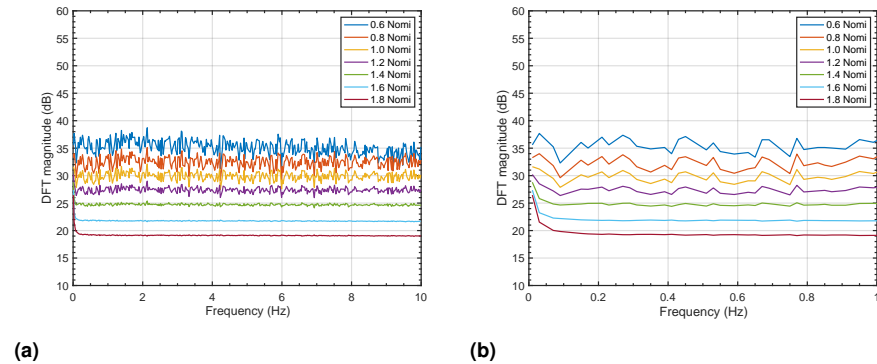 60
55
50
45
40
35
30
25
20
15
10
DFT magnitude (dB)
0 2 4 6 8 10
Frequency (Hz)
0.6 Nomi
0.8 Nomi
1.0 Nomi
1.2 Nomi
1.4 Nomi
1.6 Nomi
1.8 Nomi
(a)
60
55
50
45
40
35
30
25
20
15
10
DFT magnitude (dB)
0 0.2 0.4 0.6 0.8 1
Frequency (Hz)
0.6 Nomi
0.8 Nomi
1.0 Nomi
1.2 Nomi
1.4 Nomi
1.6 Nomi
1.8 Nomi
(b)